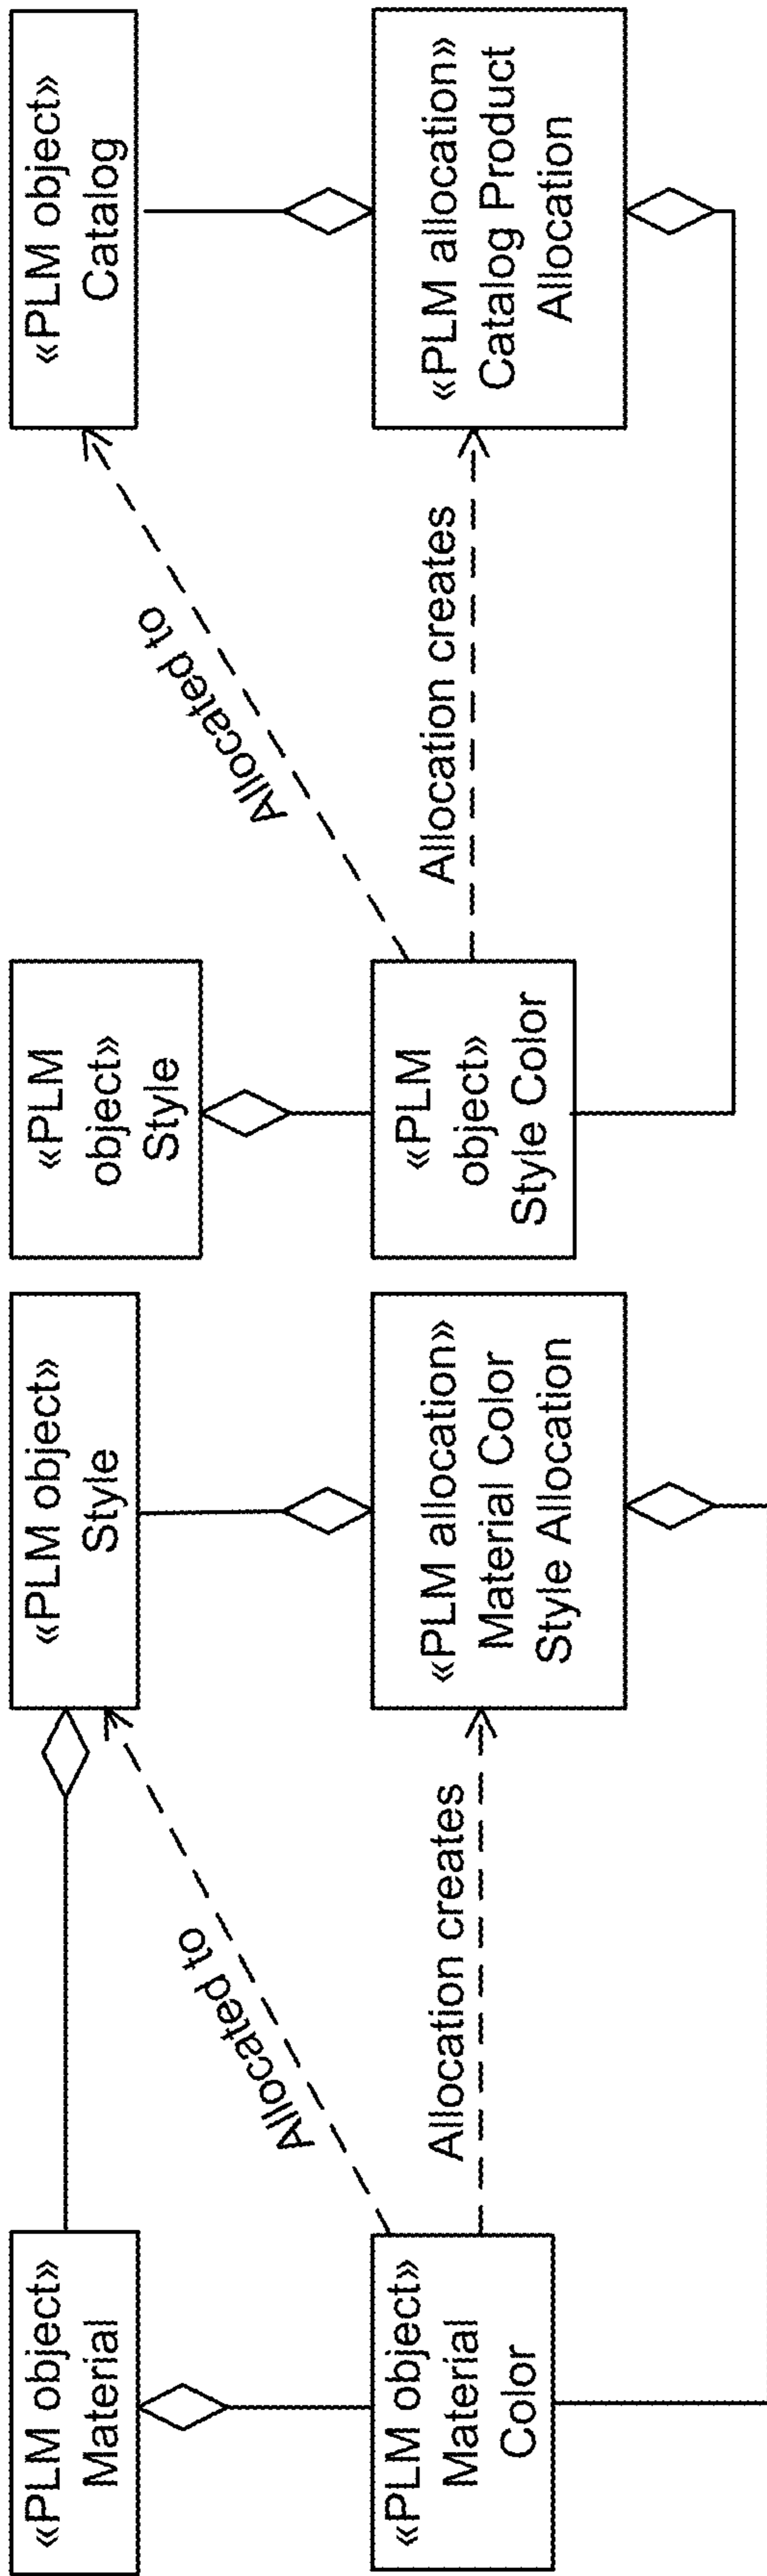 «PLM object»
Material
«PLM object»
Style
Allocated to
«PLM object»
Material
Color
Allocation creates
«PLM allocation»
Material Color
Style Allocation
«PLM
object»
Style
«PLM object»
Catalog
Allocated to
«PLM
object»
Style Color
Allocation creates
«PLM allocation»
Catalog Product
Allocation